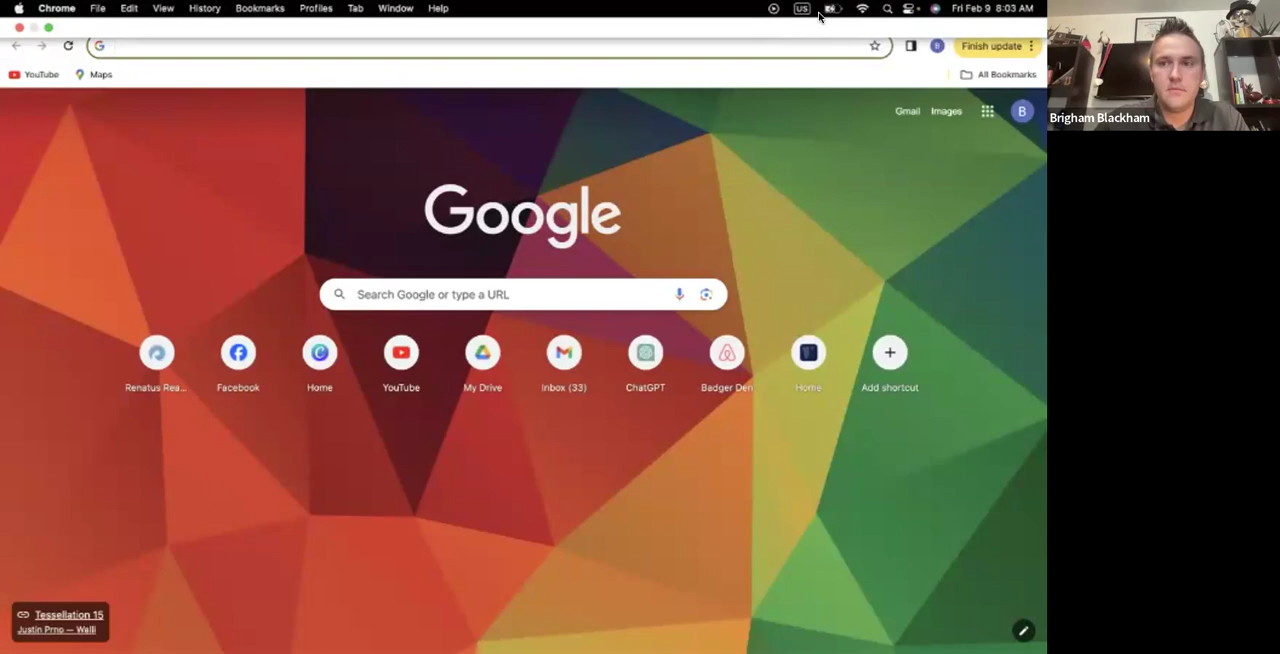 Chrome File Edit View History Bookmarks Profiles Tab Window Help US Fri Feb 9 8:03 AM
B Finish update
YouTube Maps All Bookmarks
Gmail Images B
Brigham Blackham
Google
Search Google or type a URL
Renatus Rea... Facebook Home YouTube My Drive Inbox (33) ChatGPT Badger Den Home Add shortcut
Tessellation 15
Justin Prno — Walli